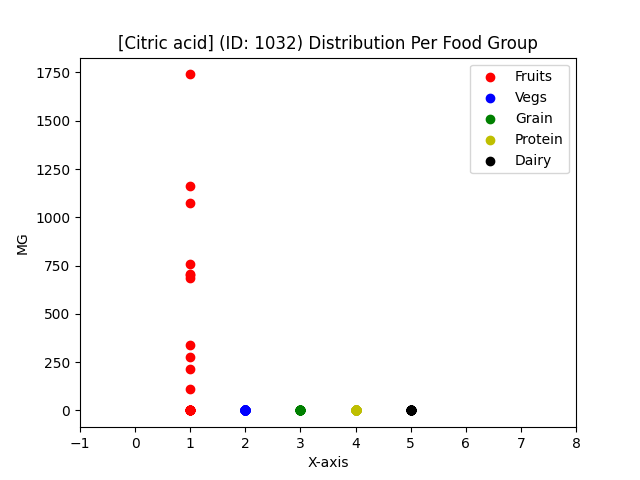 [Citric acid] (ID: 1032) Distribution Per Food Group
1750
1500
1250
1000
750
500
250
0
MG
Fruits
Vegs
Grain
Protein
Dairy
−1 0 1 2 3 4 5 6 7 8
X-axis